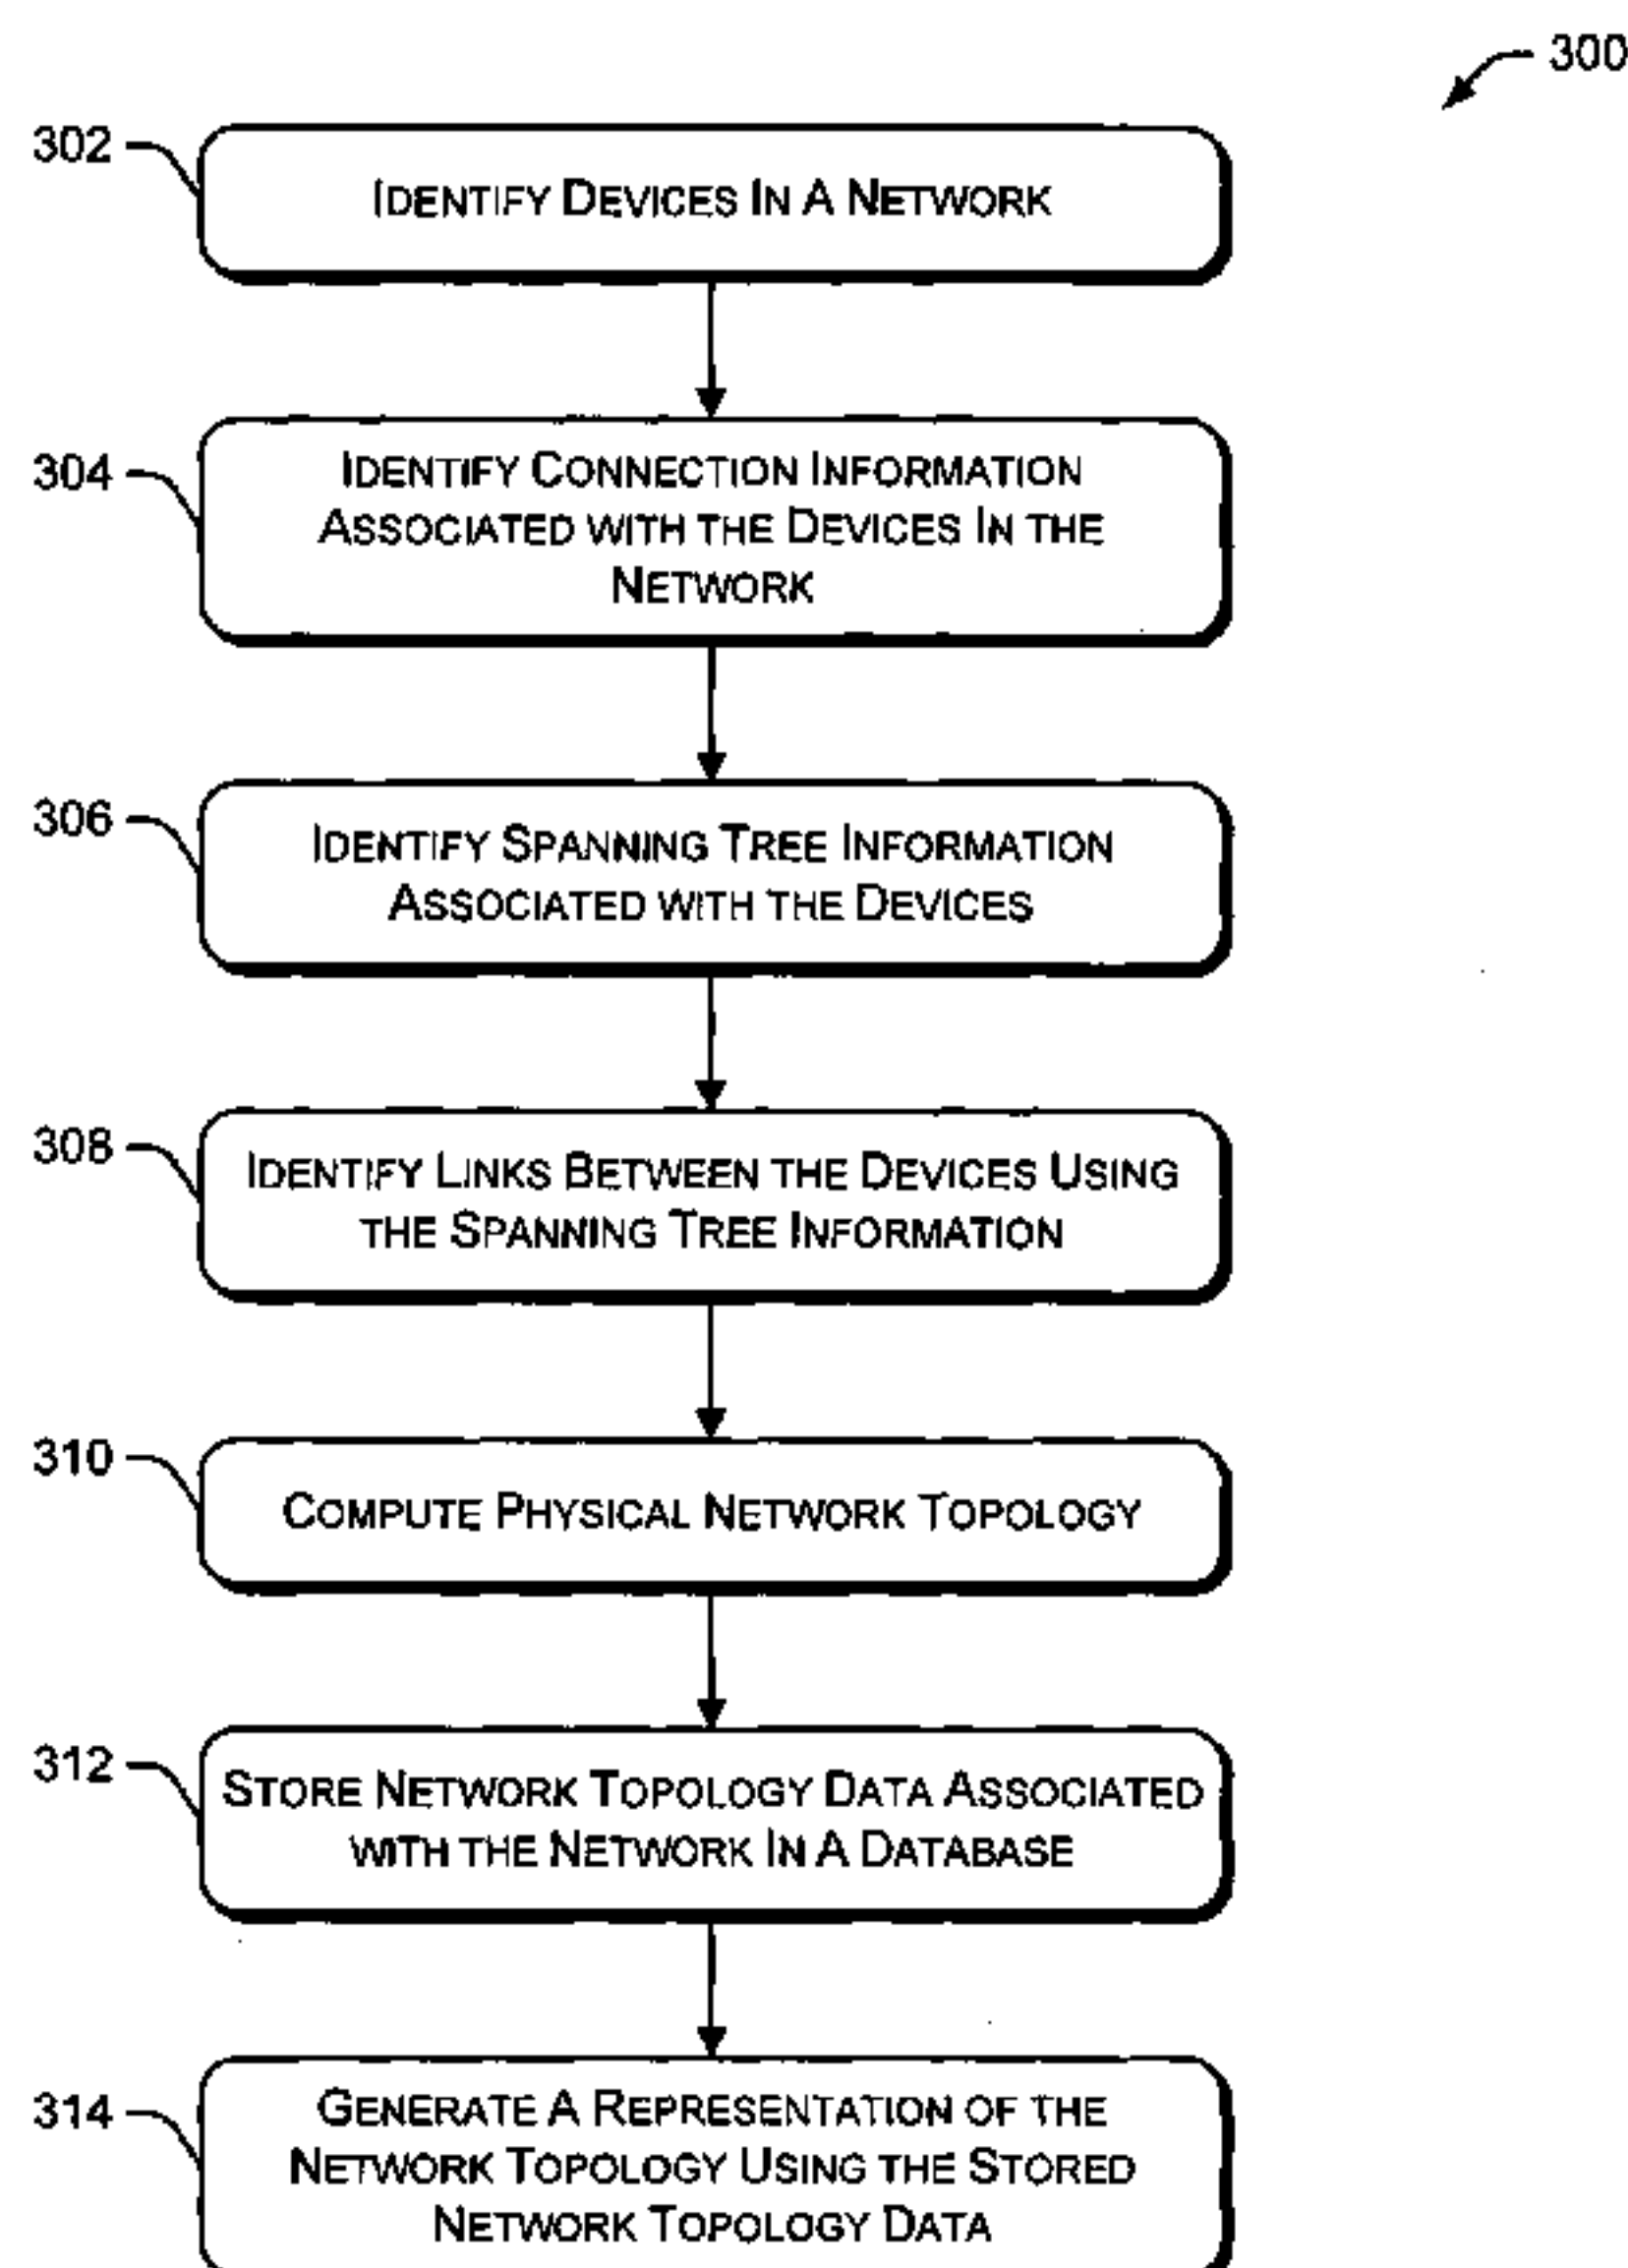 300
302
IDENTIFY DEVICES IN A NETWORK
304
IDENTIFY CONNECTION INFORMATION
ASSOCIATED WITH THE DEVICES IN THE
NETWORK
306
IDENTIFY SPANNING TREE INFORMATION
ASSOCIATED WITH THE DEVICES
308
IDENTIFY LINKS BETWEEN THE DEVICES USING
THE SPANNING TREE INFORMATION
310
COMPUTE PHYSICAL NETWORK TOPOLOGY
312
STORE NETWORK TOPOLOGY DATA ASSOCIATED
WITH THE NETWORK IN A DATABASE
314
GENERATE A REPRESENTATION OF THE
NETWORK TOPOLOGY USING THE STORED
NETWORK TOPOLOGY DATA